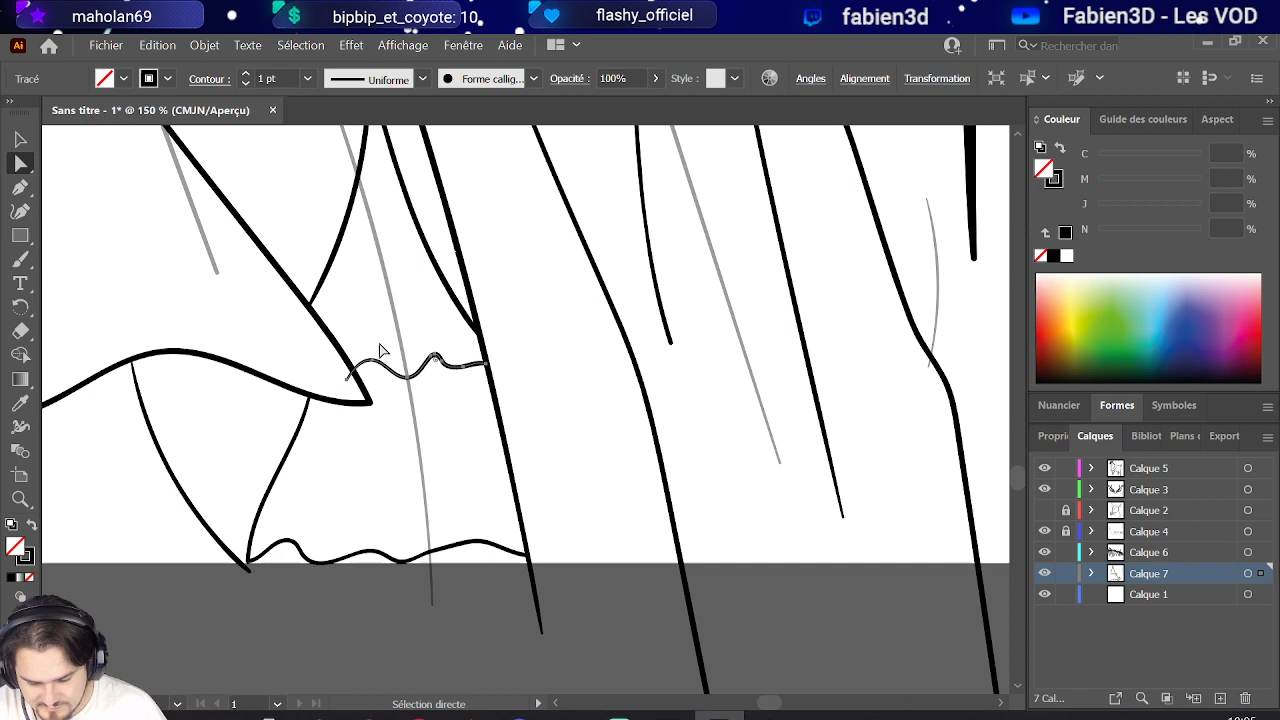 maholan69
bipbip_et_coyote: 10
flashy_officiel
fabien3d
Fabien3D - Les VOD
Ai
Fichier Edition Objet Texte Sélection Effet Affichage Fenêtre Aide
Rechercher dan
Tracé
Contour : 1 pt
Uniforme
Forme callig...
Opacité : 100%
Style :
Angles
Alignement
Transformation
Sans titre - 1* @ 150 % (CMJN/Aperçu)
Couleur Guide des couleurs Aspect
C %
M %
J %
N %
Nuancier Formes Symboles
Propri Calques Bibliot Plans c Export
Calque 5
Calque 3
Calque 2
Calque 4
Calque 6
Calque 7
Calque 1
1
Sélection directe
7 Cal...